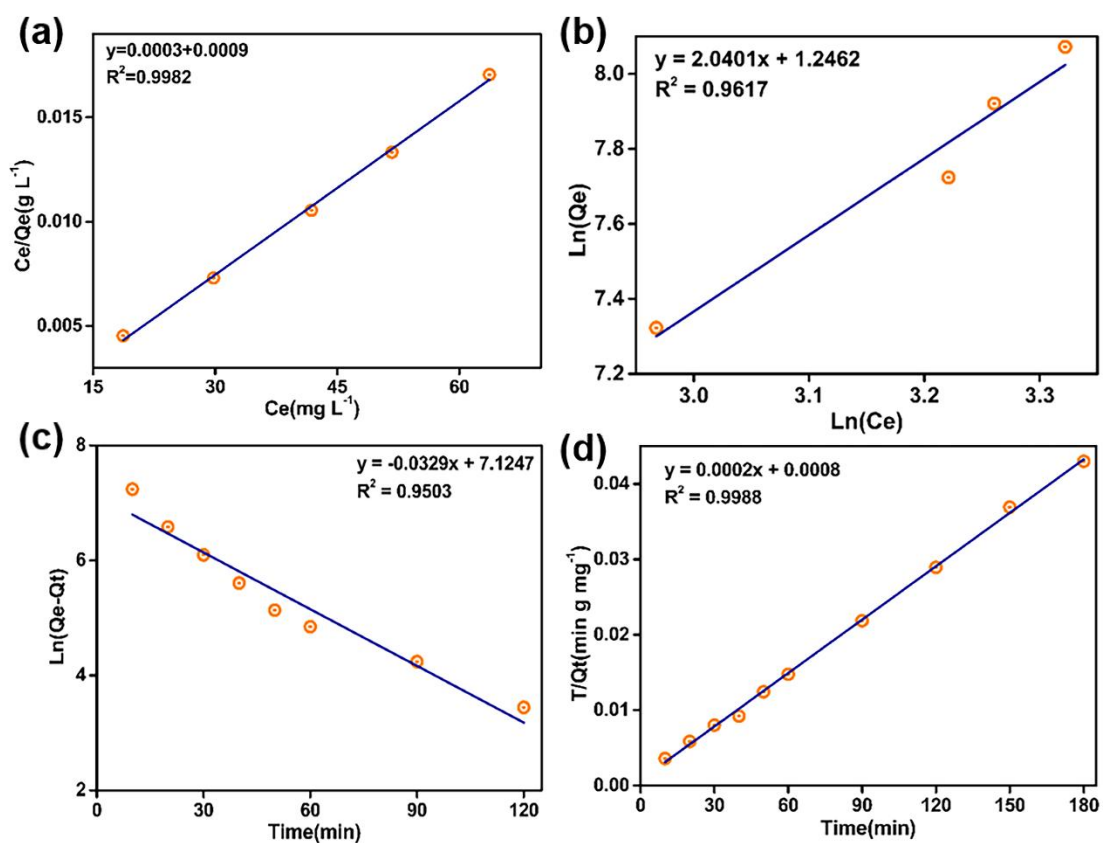 (a)
y=0.0003+0.0009
R²=0.9982
Ce/Qe(g L⁻¹)
0.015
0.010
0.005
15 30 45 60
Ce(mg L⁻¹)
(b)
y = 2.0401x + 1.2462
R² = 0.9617
Ln(Qe)
8.0
7.8
7.6
7.4
7.2
3.0 3.1 3.2 3.3
Ln(Ce)
(c)
y = -0.0329x + 7.1247
R² = 0.9503
Ln(Qe-Qt)
8
6
4
2
0 30 60 90 120
Time(min)
(d)
y = 0.0002x + 0.0008
R² = 0.9988
T/Qt(min g mg⁻¹)
0.04
0.03
0.02
0.01
0.00
0 30 60 90 120 150 180
Time(min)